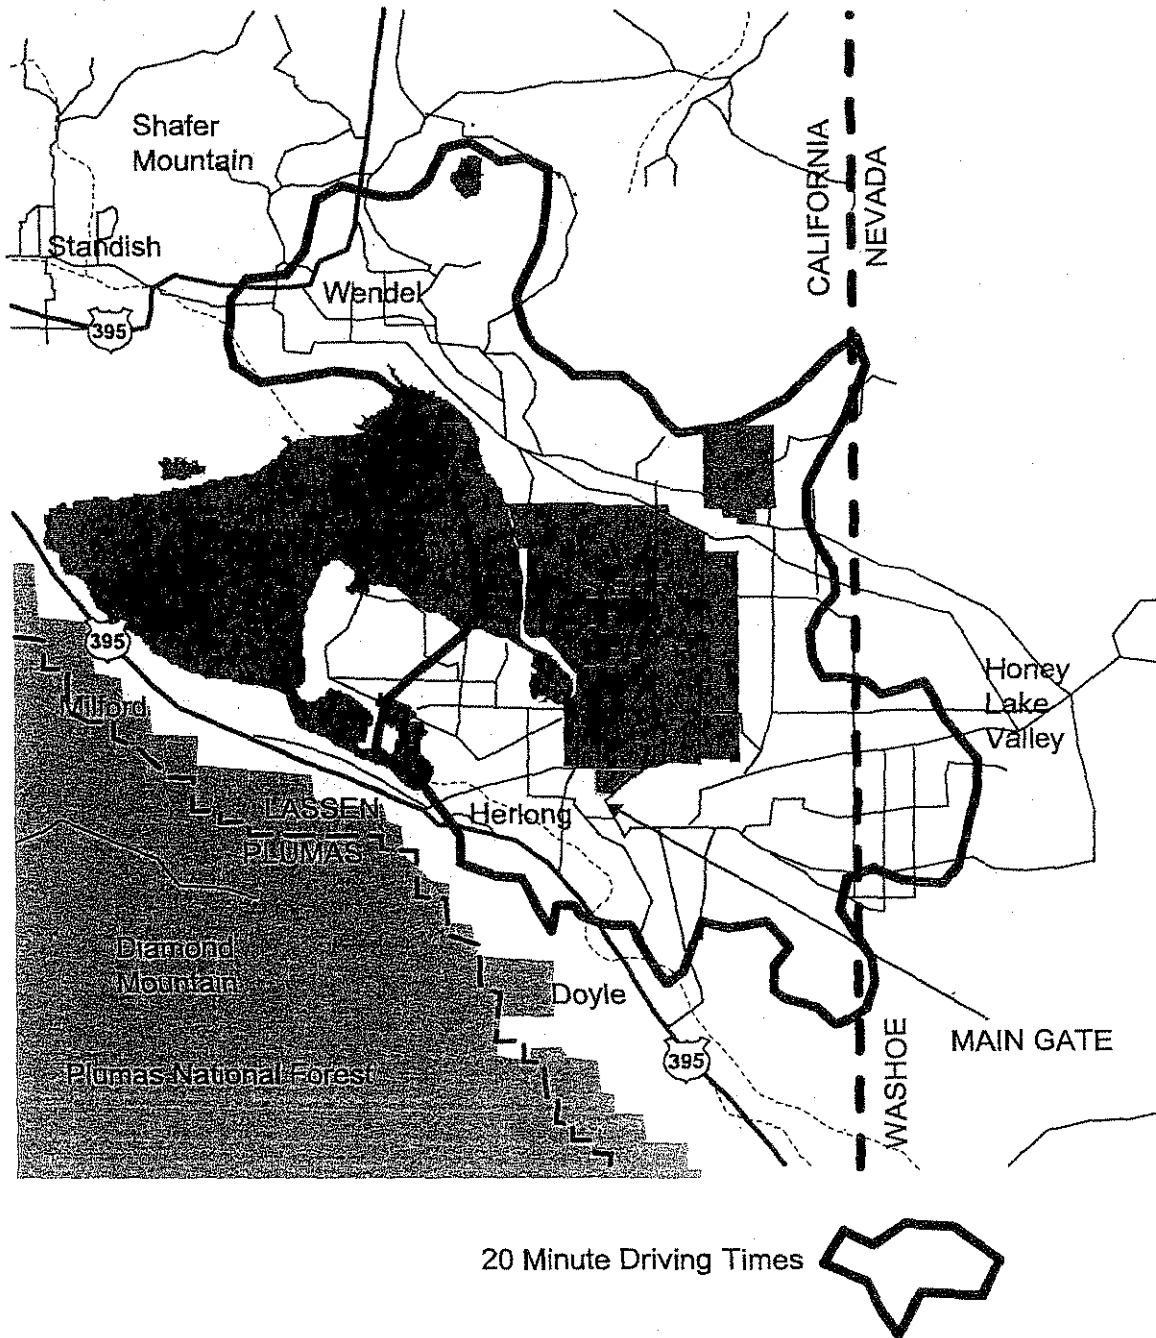 Shafer
Mountain
CALIFORNIA
NEVADA
Standish
Wendel
395
395
Honey
Lake
Valley
Milford
LASSEN
PLUMAS
Herlong
Diamond
Mountain
Doyle
395
MAIN GATE
WASHOE
Plumas National Forest
20 Minute Driving Times